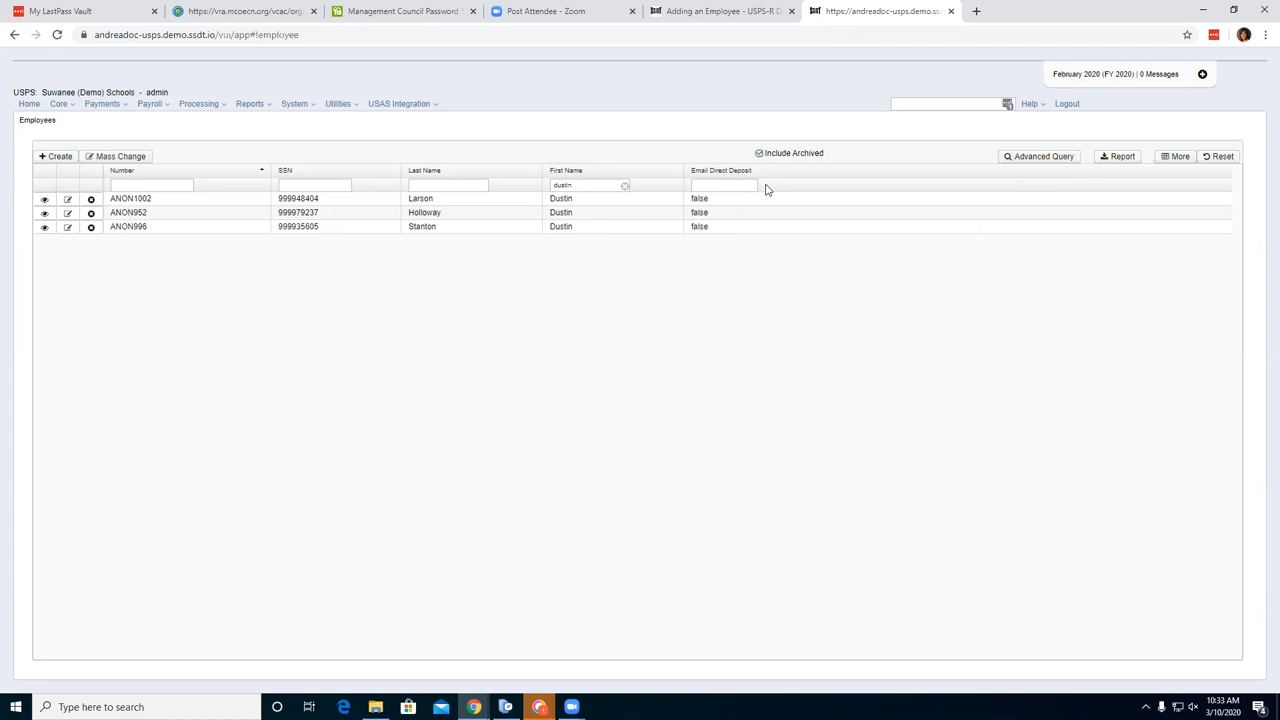 My LastPass Vault
https://vra.mcoecn.org/vcac/org
Management Council Password S
Post Attendee - Zoom
Adding an Employee - USPS-R D
https://andreadoc-usps.demo.ss
andreadoc-usps.demo.ssdt.io/vui/app#!employee
February 2020 (FY 2020) | 0 Messages
USPS: Suwanee (Demo) Schools - admin
Home Core Payments Payroll Processing Reports System Utilities USAS Integration Help Logout
Employees
Create Mass Change Include Archived Advanced Query Report More Reset
Number SSN Last Name First Name Email Direct Deposit
dustin
ANON1002 999948404 Larson Dustin false
ANON952 999979237 Holloway Dustin false
ANON996 999935605 Stanton Dustin false
Type here to search
10:33 AM
3/10/2020
4